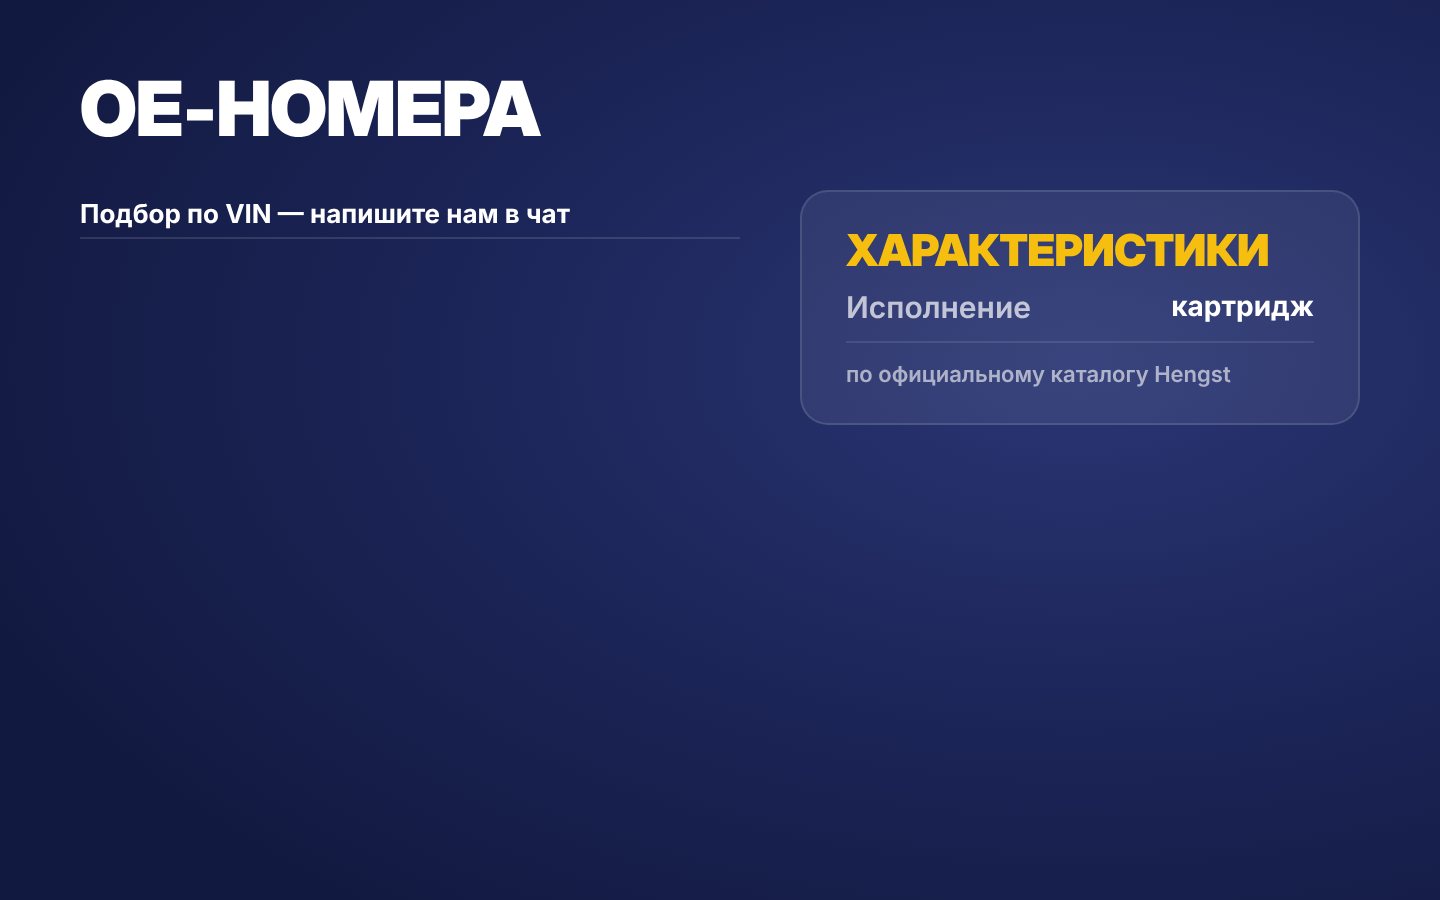 ОЕ-НОМЕРА
Подбор по VIN — напишите нам в чат
ХАРАКТЕРИСТИКИ
Исполнение картридж
по официальному каталогу Hengst